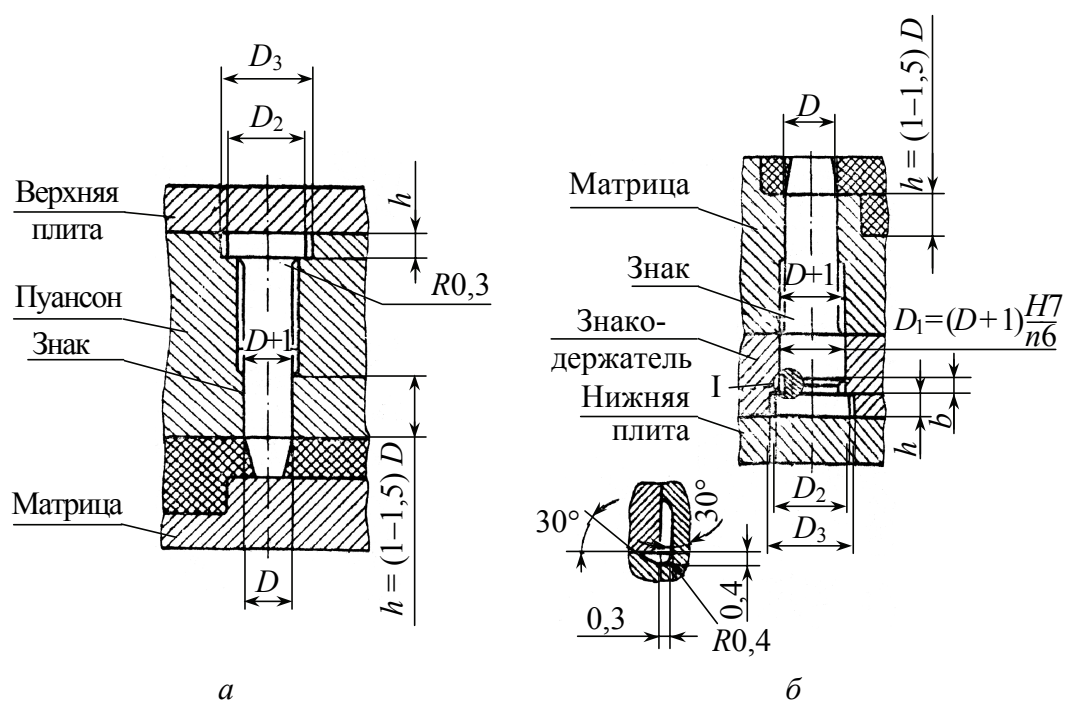 D3
D2
h
Верхняя
плита
R0,3
Пуансон
Знак
D+1
Матрица
h = (1–1,5) D
D
а
D
h = (1–1,5) D
Матрица
Знак
D+1
D1=(D+1)H7/n6
Знако-
держатель
I
Нижняя
плита
b
h
D2
D3
30°
30°
0,4
0,3
R0,4
б